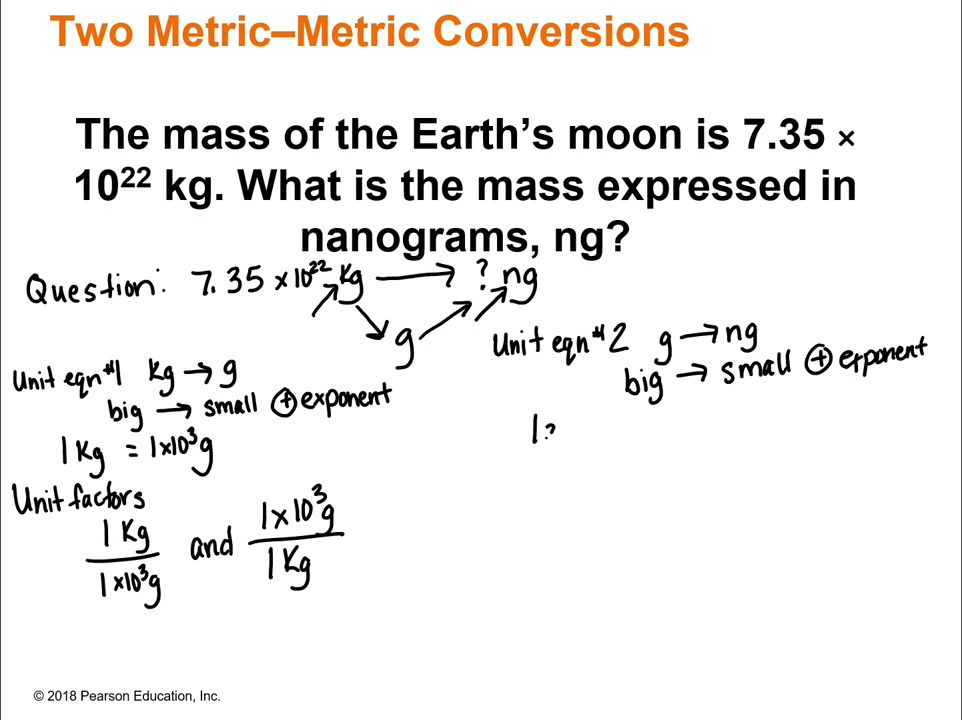 Two Metric–Metric Conversions
The mass of the Earth's moon is 7.35 ×
10²² kg. What is the mass expressed in
nanograms, ng?
Question: 7.35 ×10²² kg → ? ng
g
Unit eqn #1 kg → g
big → small ⊕ exponent
1 Kg = 1×10³ g
Unit factors
1 Kg / 1×10³g and 1×10³g / 1 Kg
Unit eqn #2 g → ng
big → small ⊕ exponent
1
© 2018 Pearson Education, Inc.